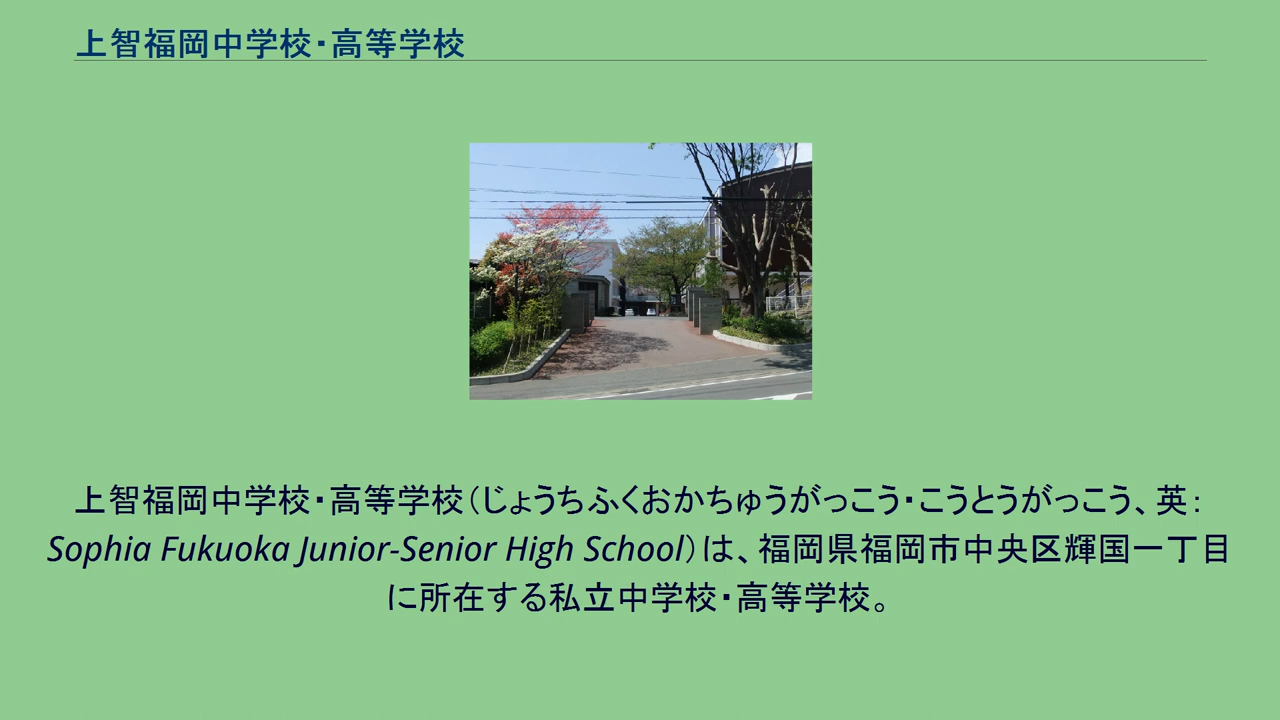 上智福岡中学校・高等学校
上智福岡中学校・高等学校（じょうちふくおかちゅうがっこう・こうとうがっこう、英：
Sophia Fukuoka Junior-Senior High School）は、福岡県福岡市中央区輝国一丁目
に所在する私立中学校・高等学校。